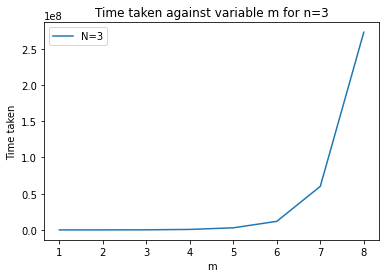 Time taken against variable m for n=3
1e8
N=3
2.5
2.0
1.5
1.0
0.5
0.0
Time taken
1 2 3 4 5 6 7 8
m